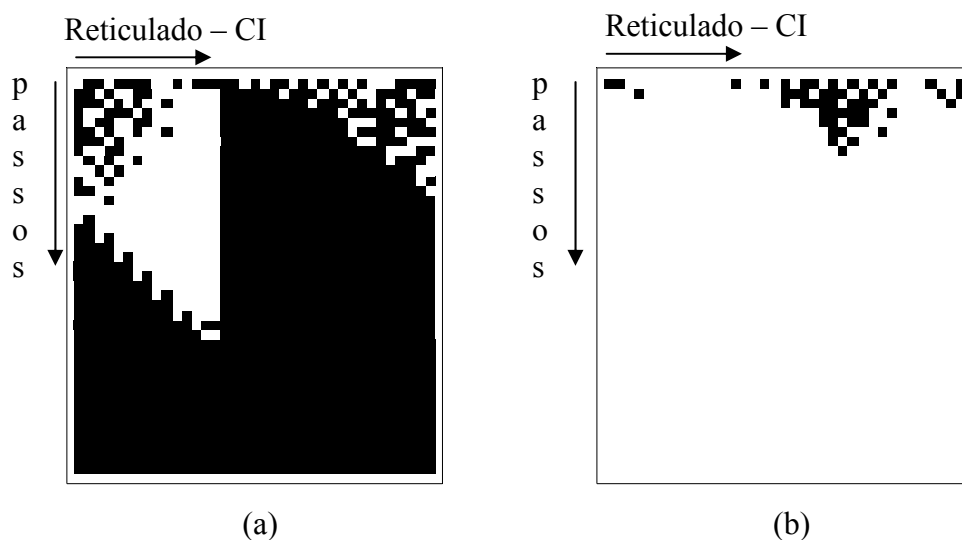 Reticulado – CI
Reticulado – CI
p
a
s
s
o
s
p
a
s
s
o
s
(a)
(b)